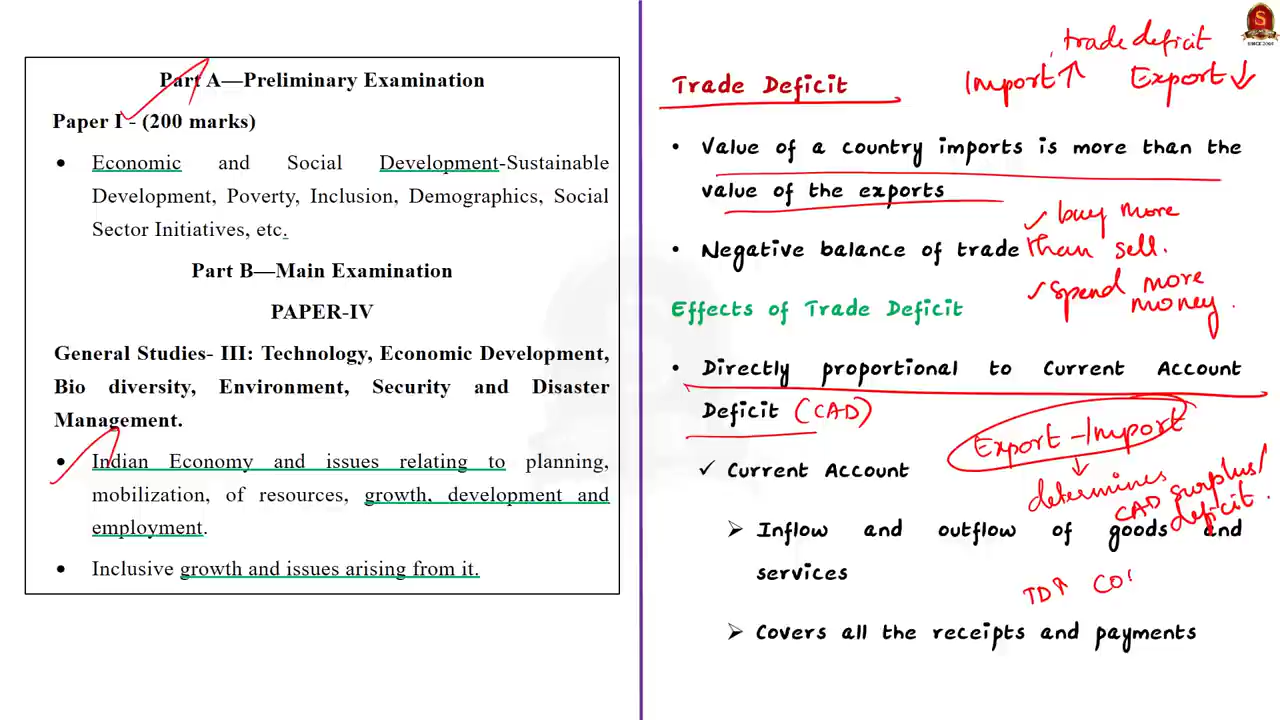 Part A—Preliminary Examination
Paper I - (200 marks)
• Economic and Social Development-Sustainable
Development, Poverty, Inclusion, Demographics, Social
Sector Initiatives, etc.
Part B—Main Examination
PAPER-IV
General Studies- III: Technology, Economic Development,
Bio diversity, Environment, Security and Disaster
Management.
• Indian Economy and issues relating to planning,
mobilization, of resources, growth, development and
employment.
• Inclusive growth and issues arising from it.
trade deficit
Import ↑ Export ↓
Trade Deficit
• Value of a country imports is more than the
value of the exports
✓ buy more
• Negative balance of trade than sell.
✓ spend more
money.
Effects of Trade Deficit
• Directly proportional to Current Account
Deficit (CAD)
Export - Import
✓ Current Account
determines
CAD surplus/
deficit.
➢ Inflow and outflow of goods and
services
TD↑
➢ Covers all the receipts and payments
S
SINCE 2004